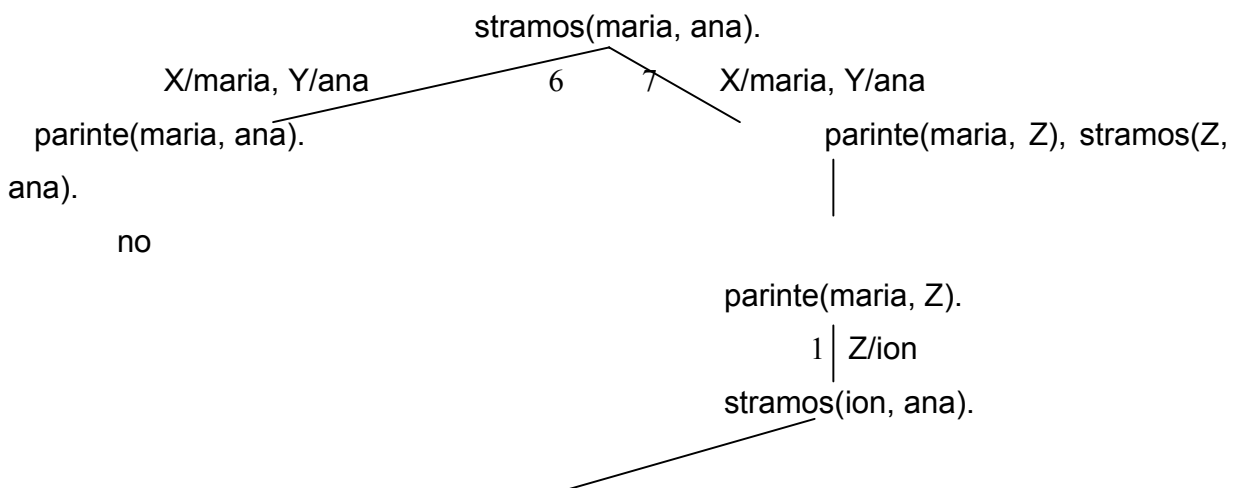 stramos(maria, ana).
X/maria, Y/ana 6 7 X/maria, Y/ana
parinte(maria, ana). parinte(maria, Z), stramos(Z,
ana).
no
parinte(maria, Z).
1 Z/ion
stramos(ion, ana).